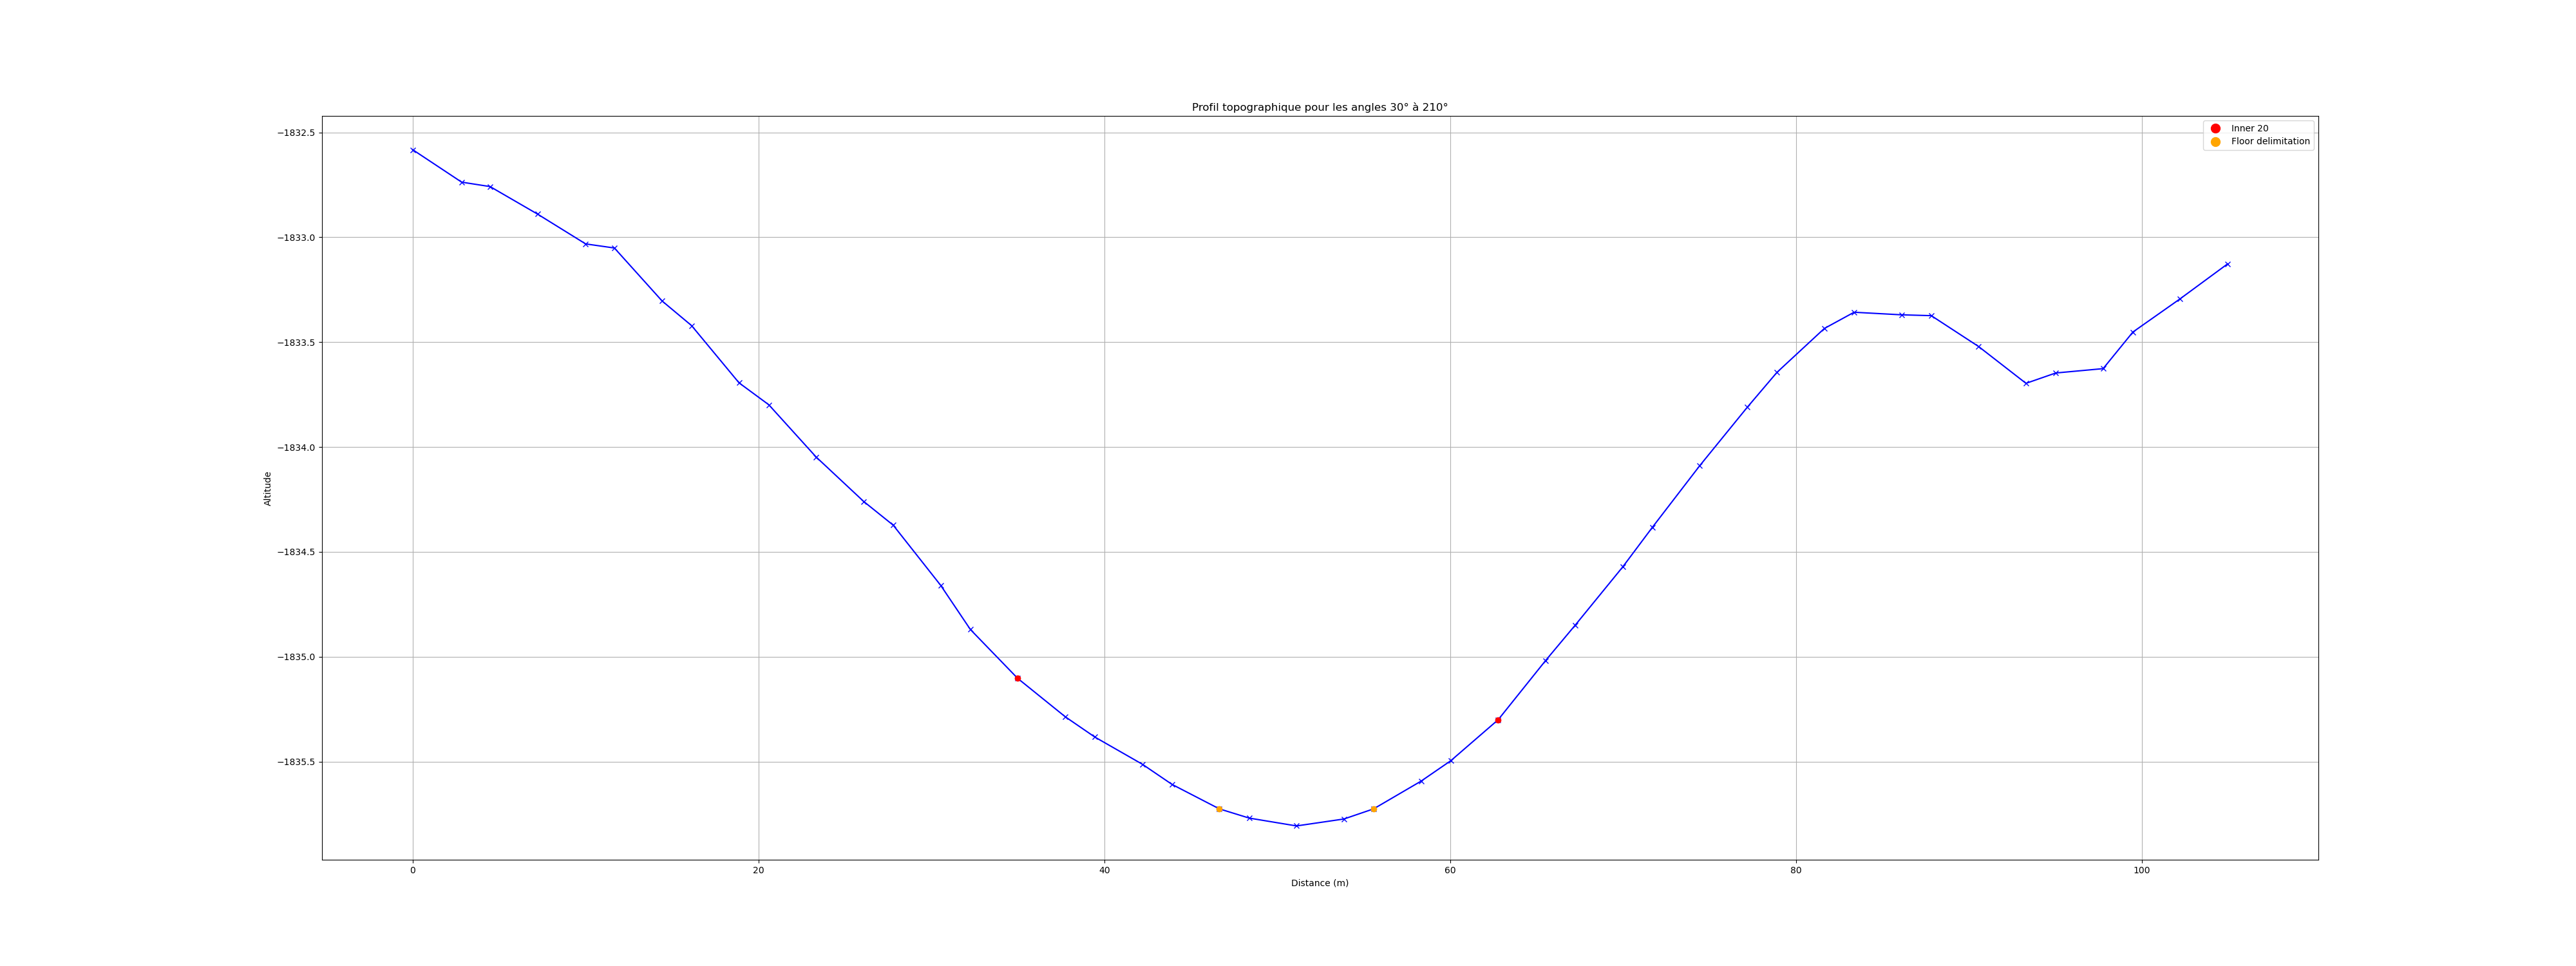 Profil topographique pour les angles 30° à 210°
Inner 20
Floor delimitation
−1832.5
−1833.0
−1833.5
−1834.0
−1834.5
−1835.0
−1835.5
Altitude
0 20 40 60 80 100
Distance (m)